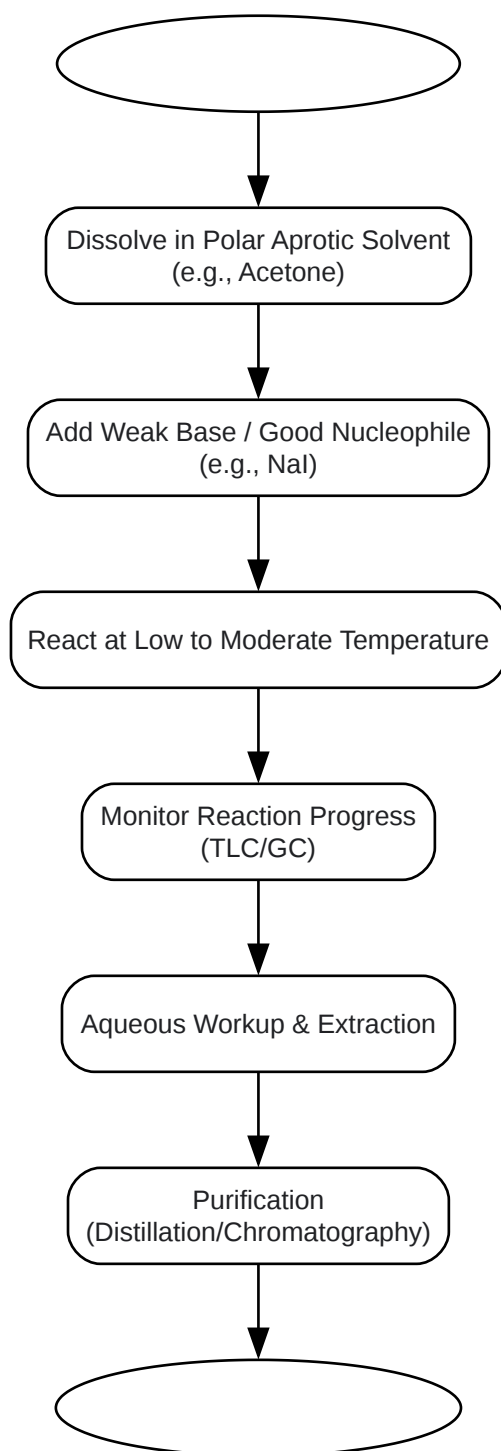 Dissolve in Polar Aprotic Solvent
(e.g., Acetone)
Add Weak Base / Good Nucleophile
(e.g., NaI)
React at Low to Moderate Temperature
Monitor Reaction Progress
(TLC/GC)
Aqueous Workup & Extraction
Purification
(Distillation/Chromatography)